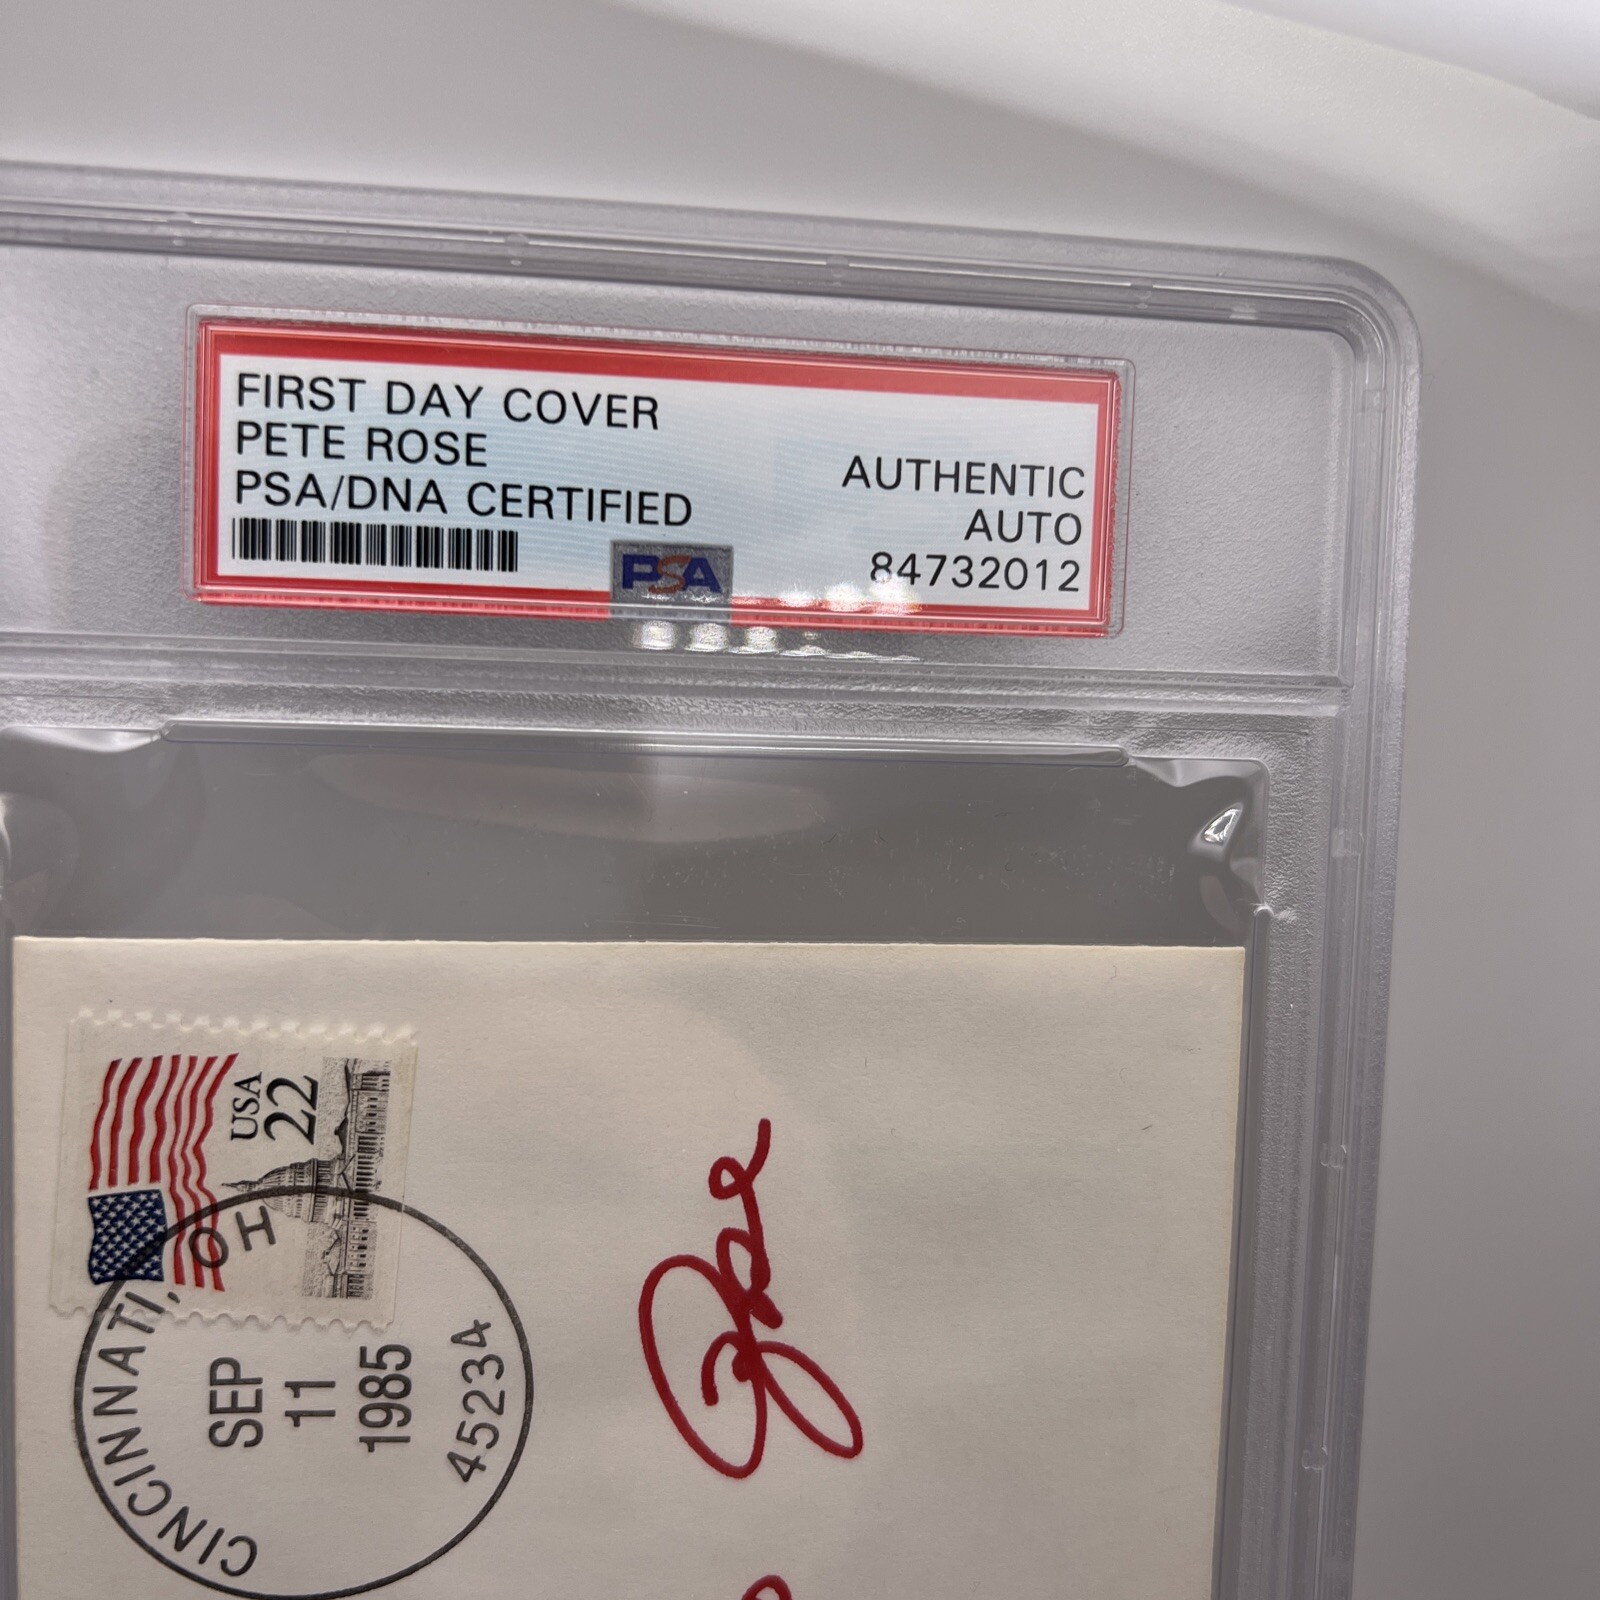 FIRST DAY COVER
PETE ROSE
PSA/DNA CERTIFIED
AUTHENTIC
AUTO
84732012
PSA
USA
22
CINCINNATI, OH
SEP
11
1985
45234
Rose